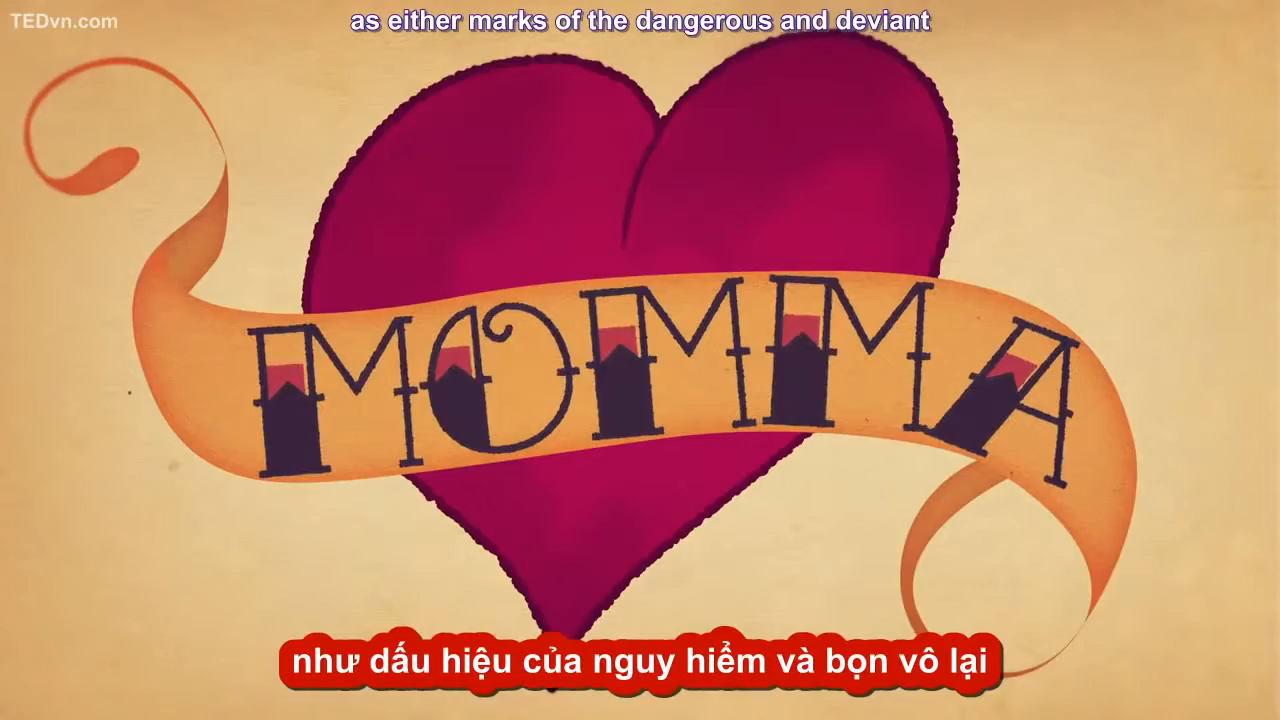 TEDvn.com
as either marks of the dangerous and deviant
MOMMA
như dấu hiệu của nguy hiểm và bọn vô lại